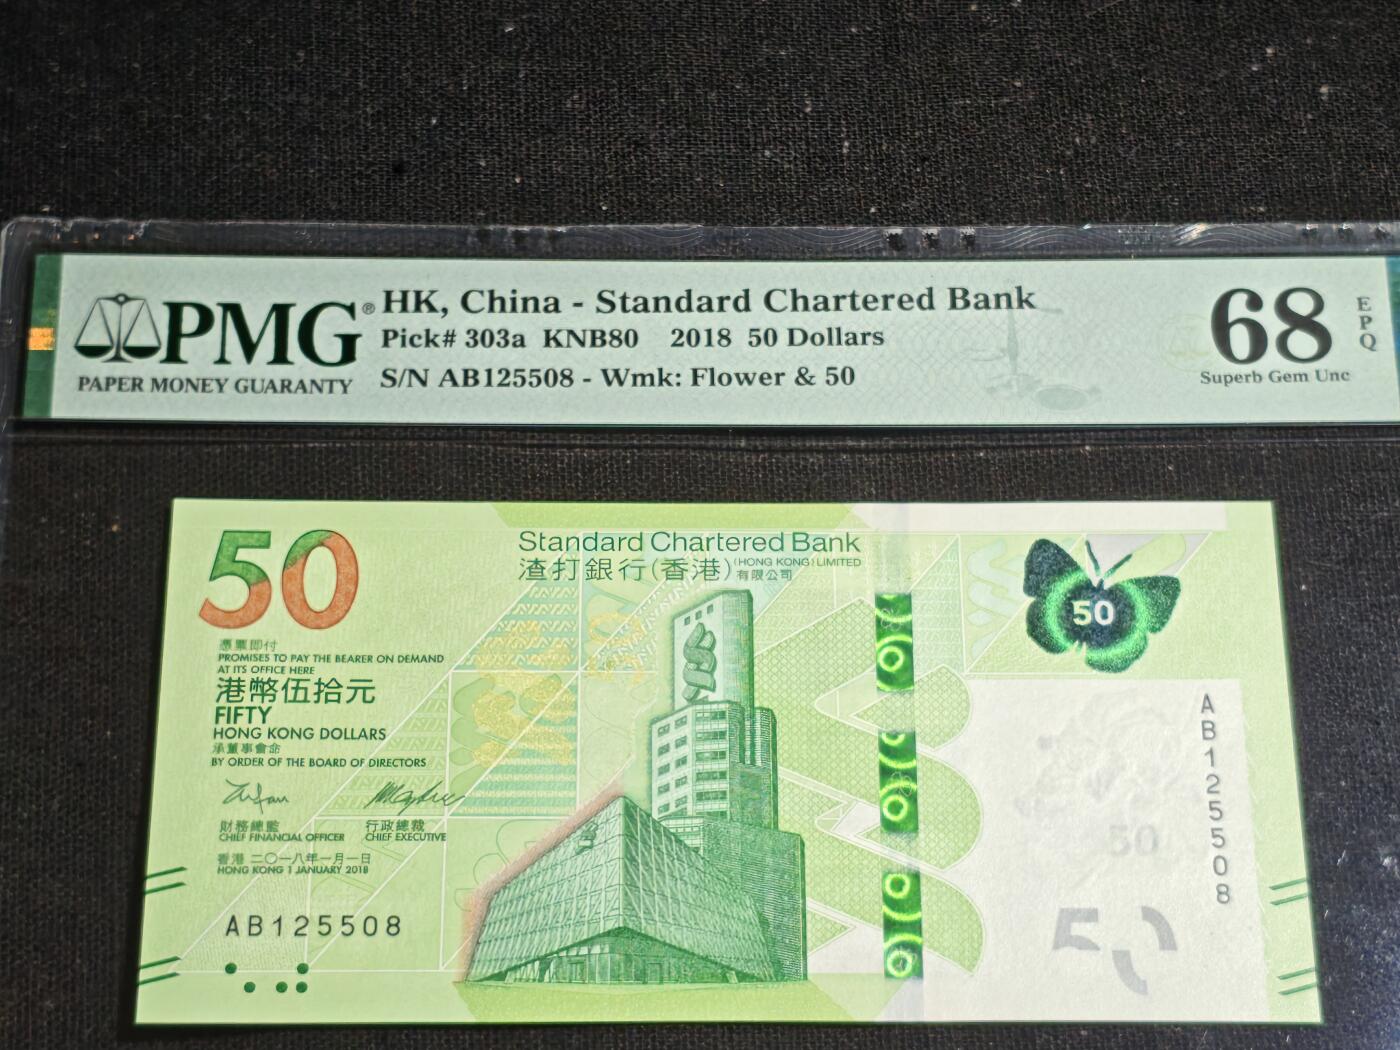 PMG®
PAPER MONEY GUARANTY
HK, China - Standard Chartered Bank
Pick# 303a KNB80 2018 50 Dollars
S/N AB125508 - Wmk: Flower & 50
68
EPQ
Superb Gem Unc
50
Standard Chartered Bank
(HONG KONG) LIMITED
渣打銀行(香港)有限公司
50
憑票即付
PROMISES TO PAY THE BEARER ON DEMAND
AT ITS OFFICE HERE
港幣伍拾元
FIFTY
HONG KONG DOLLARS
承董事會命
BY ORDER OF THE BOARD OF DIRECTORS
財務總監
CHIEF FINANCIAL OFFICER
行政總裁
CHIEF EXECUTIVE
香港 二〇一八年一月一日
HONG KONG 1 JANUARY 2018
AB125508
AB125508
50
50